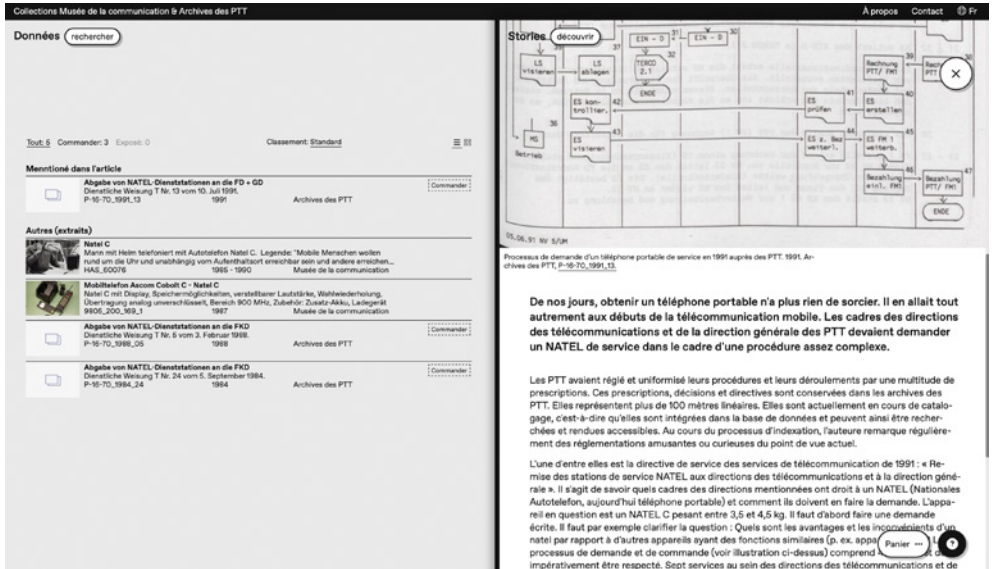 Collections Musée de la communication & Archives des PTT
À propos Contact Fr
Données rechercher
Tout: 5 Commander: 3 Exposé: 0 Classement: Standard
Menntioné dans l'article
Abgabe von NATEL-Dienststationen an die FD + GD
Dienstliche Weisung T Nr. 13 vom 10. Juli 1991.
P-16-70_1991_13 1991 Archives des PTT
Commander
Autres (extraits)
Natel C
Mann mit Helm telefoniert mit Autotelefon Natel C. Legende: "Mobile Menschen wollen
rund um die Uhr und unabhängig vom Aufenthaltsort erreichbar sein und andere erreichen...
HAS_60076 1985 - 1990 Musée de la communication
Mobiltelefon Ascom Cobolt C - Natel C
Natel C mit Display, Speichermöglichkeiten, verstellbarer Lautstärke, Wahlwiederholung,
Übertragung analog unverschlüsselt, Bereich 900 MHz, Zubehör: Zusatz-Akku, Ladegerät
9805_200_169_1 1987 Musée de la communication
Abgabe von NATEL-Dienststationen an die FKD
Dienstliche Weisung T Nr. 5 vom 3. Februar 1988.
P-16-70_1988_05 1988 Archives des PTT
Commander
Abgabe von NATEL-Dienststationen an die FKD
Dienstliche Weisung T Nr. 24 vom 5. September 1984.
P-16-70_1984_24 1984 Archives des PTT
Commander
Stories découvrir
31 30
EIN - D EIN - D
35 37 32 39 38
LS visieren
LS ablegen
TERCO 2.1
Rechnung PTT/ FM1
ENDE
ES kon-
trollier.
42
ES
prüfen
41
ES
erstellen
40
36
MS
Betrieb
ES
visieren
43
ES z. Bez
weiterl.
44
ES FM 1
weiterb.
45
Bezahlung
einl. FM1
46
Bezahlung
PTT/ FM1
47
ENDE
05.06.91 NV S/UM
Processus de demande d'un téléphone portable de service en 1991 auprès des PTT. 1991. Ar-
chives des PTT, P-16-70_1991_13.
De nos jours, obtenir un téléphone portable n'a plus rien de sorcier. Il en allait tout
autrement aux débuts de la télécommunication mobile. Les cadres des directions
des télécommunications et de la direction générale des PTT devaient demander
un NATEL de service dans le cadre d'une procédure assez complexe.
Les PTT avaient réglé et uniformisé leurs procédures et leurs déroulements par une multitude de
prescriptions. Ces prescriptions, décisions et directives sont conservées dans les archives des
PTT. Elles représentent plus de 100 mètres linéaires. Elles sont actuellement en cours de catalo-
gage, c'est-à-dire qu'elles sont intégrées dans la base de données et peuvent ainsi être recher-
chées et rendues accessibles. Au cours du processus d'indexation, l'auteure remarque régulière-
ment des réglementations amusantes ou curieuses du point de vue actuel.
L'une d'entre elles est la directive de service des services de télécommunication de 1991 : « Re-
mise des stations de service NATEL aux directions des télécommunications et à la direction géné-
rale ». Il s'agit de savoir quels cadres des directions mentionnées ont droit à un NATEL (Nationales
Autotelefon, aujourd'hui téléphone portable) et comment ils doivent en faire la demande. L'appa-
reil en question est un NATEL C pesant entre 3,5 et 4,5 kg. Il faut d'abord faire une demande
écrite. Il faut par exemple clarifier la question : Quels sont les avantages et les inconvénients d'un
natel par rapport à d'autres appareils ayant des fonctions similaires (p. ex.
processus de demande et de commande (voir illustration ci-dessus) comprend
impérativement être respecté. Sept services au sein des directions des télécommunications et de
Panier
?